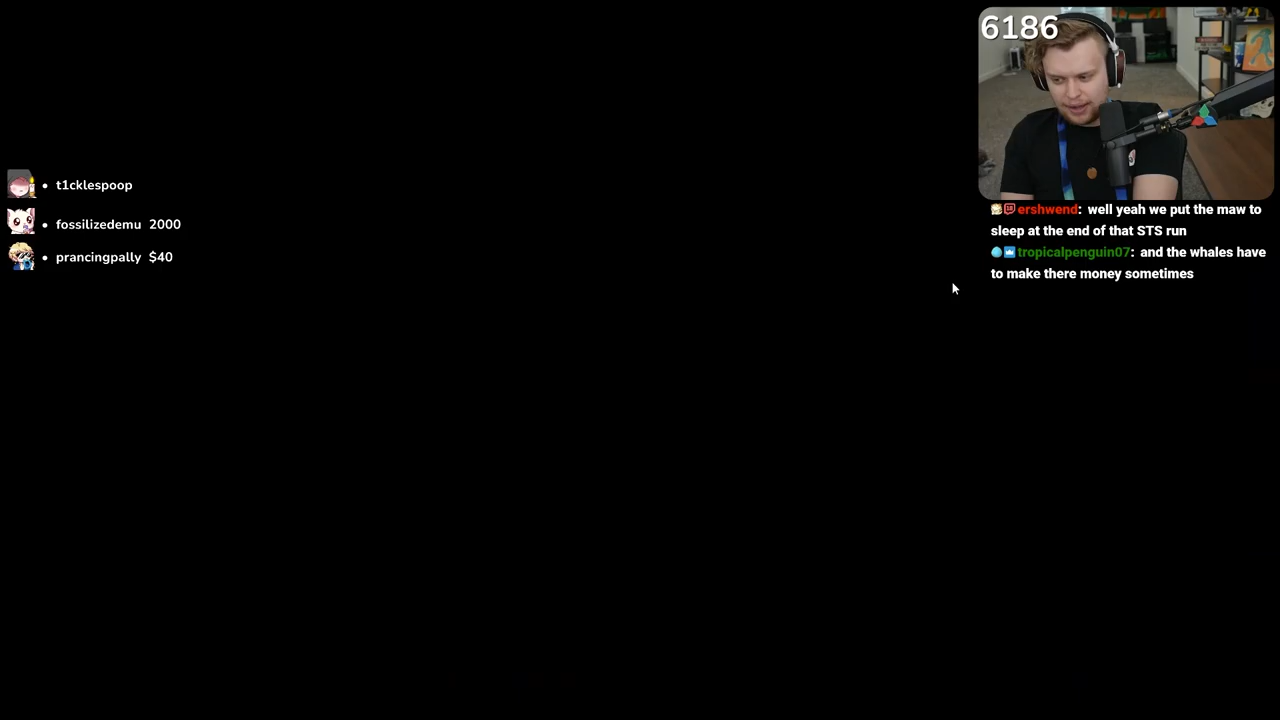 6186
t1cklespoop
fossilizedemu 2000
prancingpally $40
ershwend: well yeah we put the maw to
sleep at the end of that STS run
tropicalpenguin07: and the whales have
to make there money sometimes